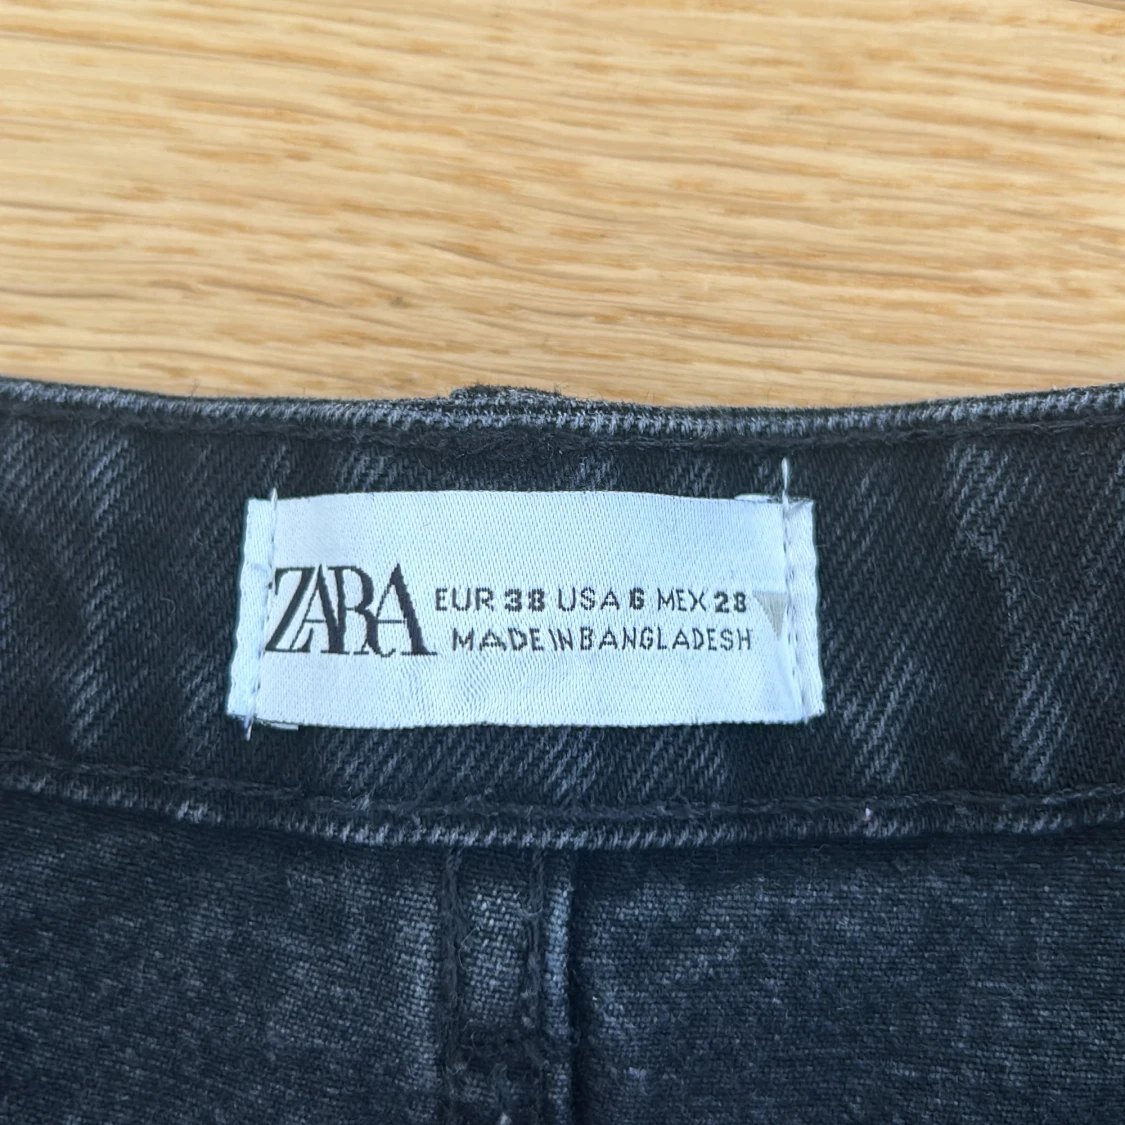 ZARA EUR 38 USA 6 MEX 28
MADE IN BANGLADESH